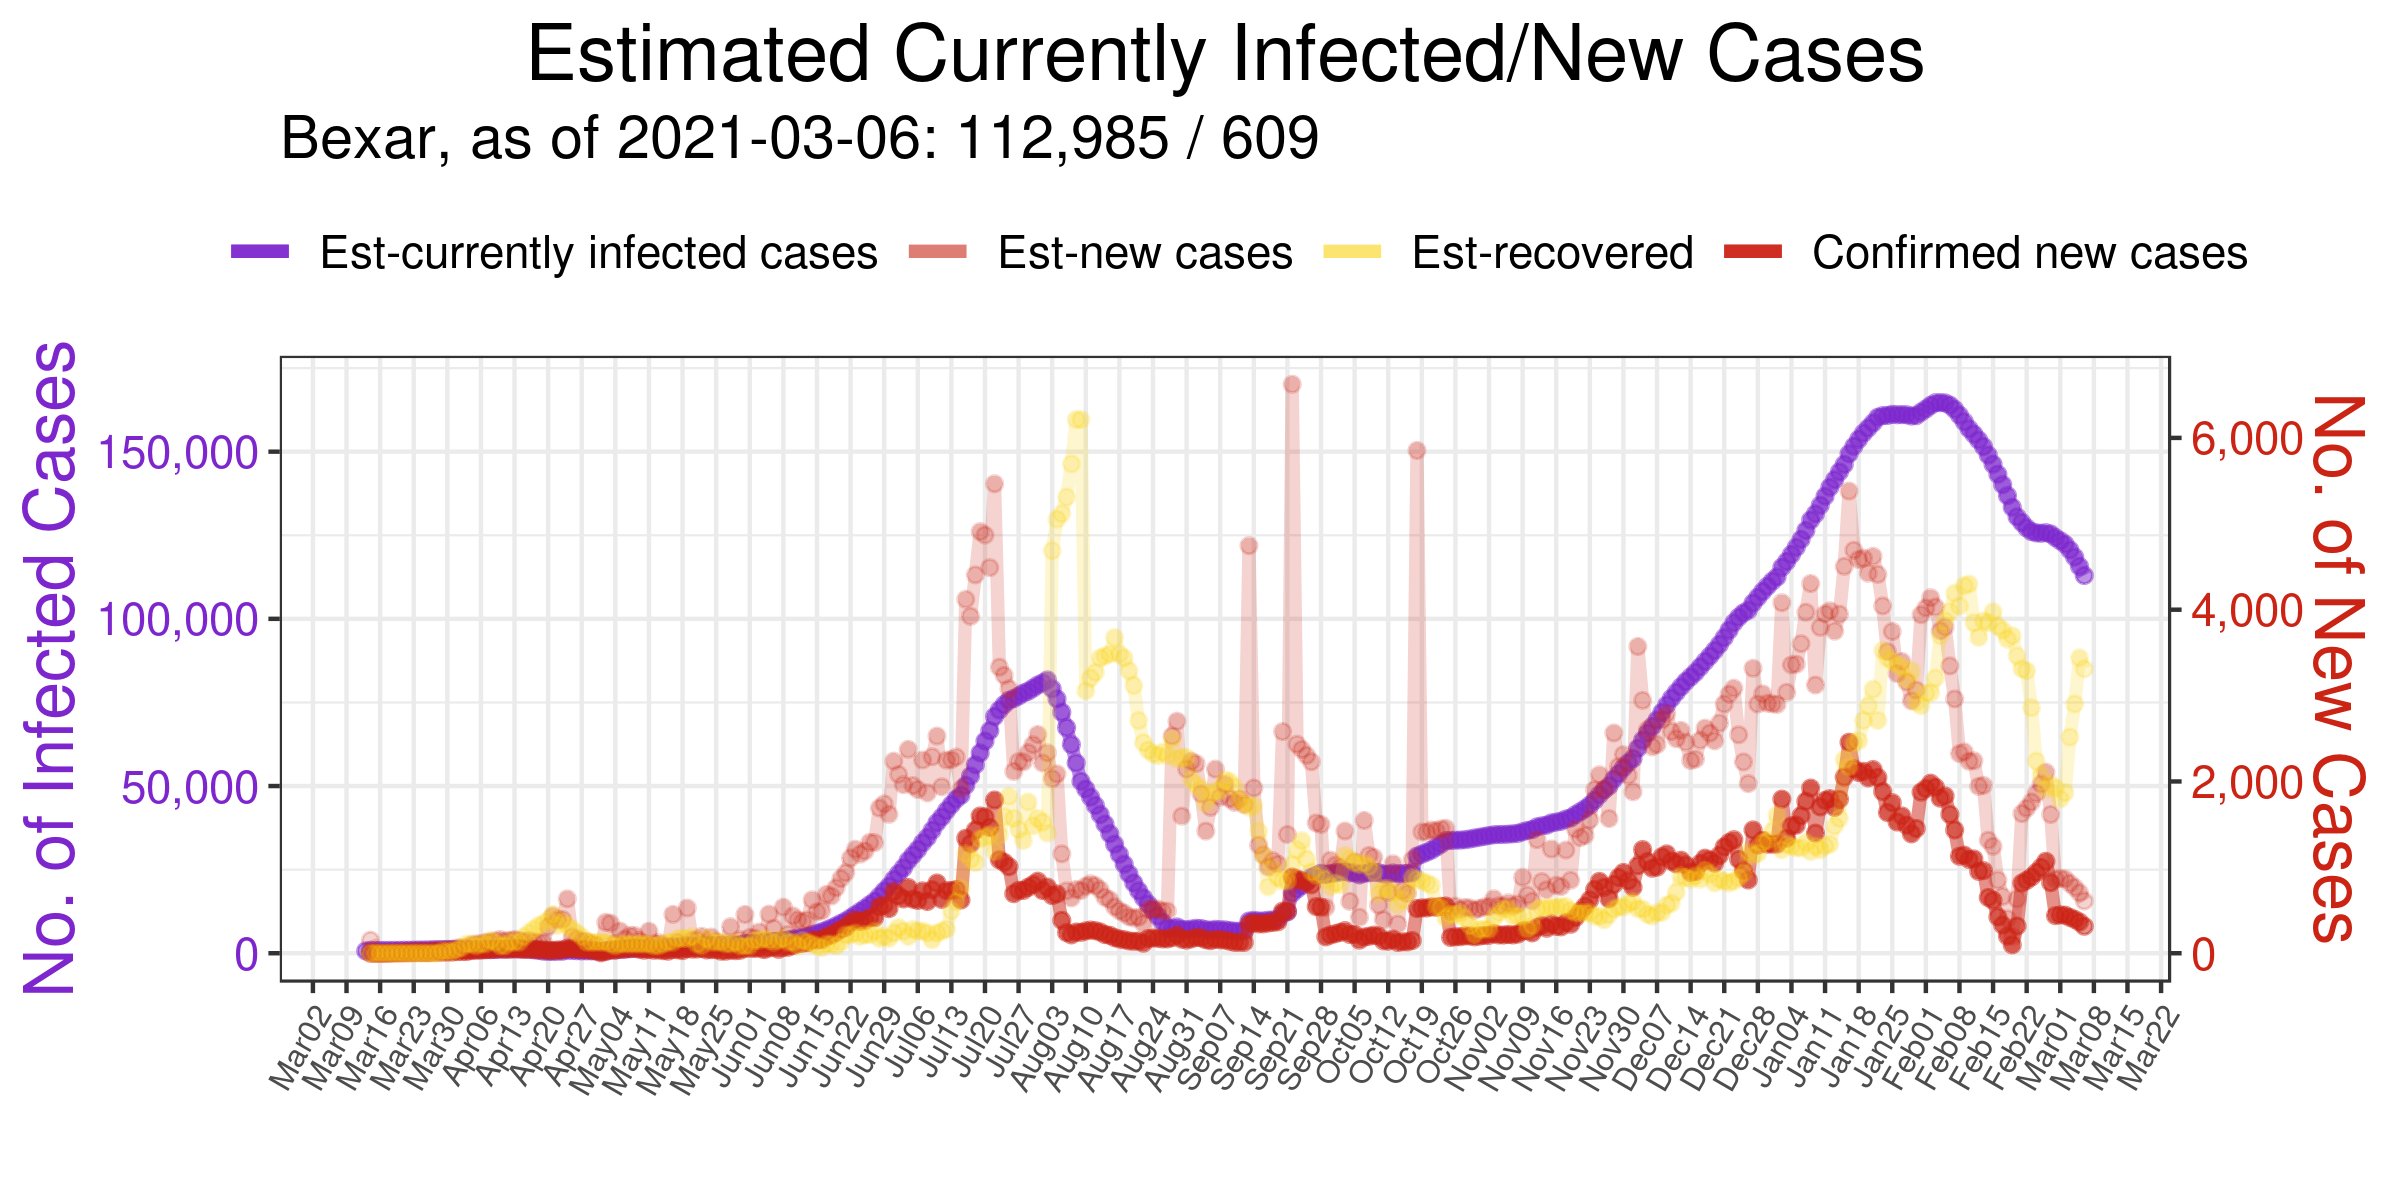 Estimated Currently Infected/New Cases
Bexar, as of 2021-03-06: 112,985 / 609
Est-currently infected cases
Est-new cases
Est-recovered
Confirmed new cases
No. of Infected Cases
150,000
100,000
50,000
0
6,000
4,000
2,000
0
No. of New Cases
Mar02
Mar09
Mar16
Mar23
Mar30
Apr06
Apr13
Apr20
Apr27
May04
May11
May18
May25
Jun01
Jun08
Jun15
Jun22
Jun29
Jul06
Jul13
Jul20
Jul27
Aug03
Aug10
Aug17
Aug24
Aug31
Sep07
Sep14
Sep21
Sep28
Oct05
Oct12
Oct19
Oct26
Nov02
Nov09
Nov16
Nov23
Nov30
Dec07
Dec14
Dec21
Dec28
Jan04
Jan11
Jan18
Jan25
Feb01
Feb08
Feb15
Feb22
Mar01
Mar08
Mar15
Mar22